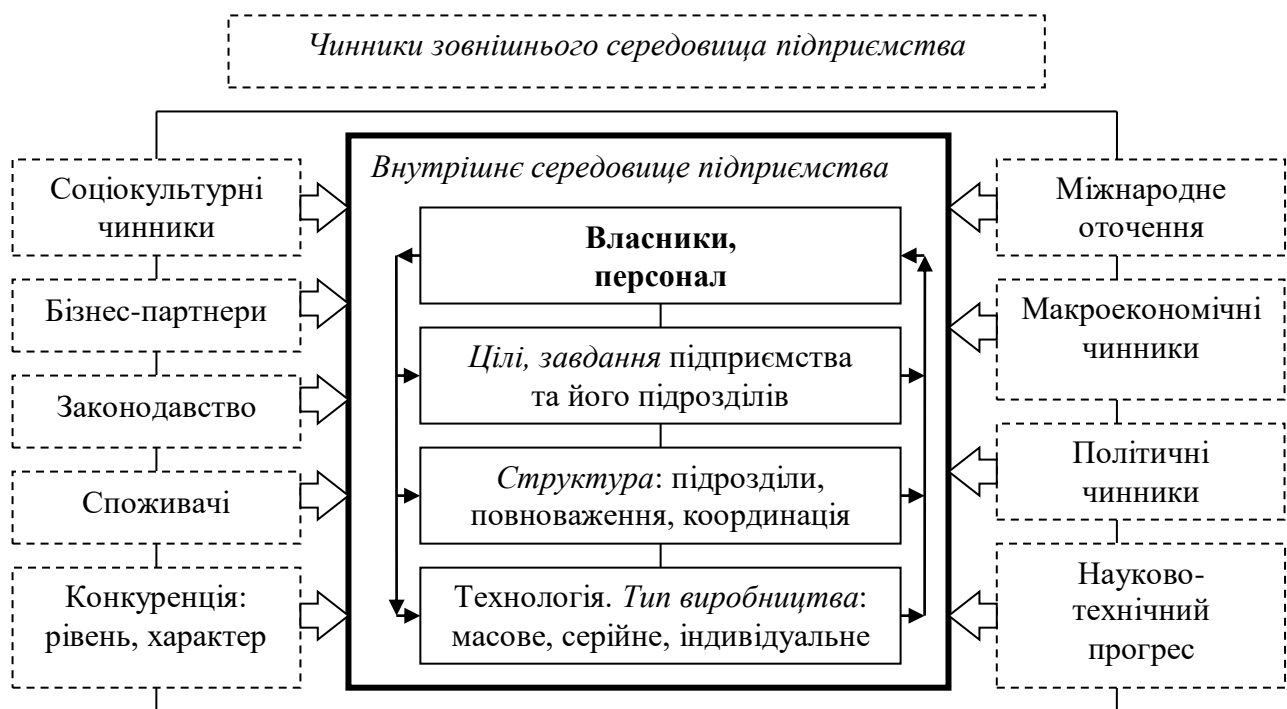 Чинники зовнішнього середовища підприємства
Соціокультурні
чинники
Бізнес-партнери
Законодавство
Споживачі
Конкуренція:
рівень, характер
Внутрішнє середовище підприємства
Власники,
персонал
Цілі, завдання підприємства
та його підрозділів
Структура: підрозділи,
повноваження, координація
Технологія. Тип виробництва:
масове, серійне, індивідуальне
Міжнародне
оточення
Макроекономічні
чинники
Політичні
чинники
Науково-
технічний
прогрес